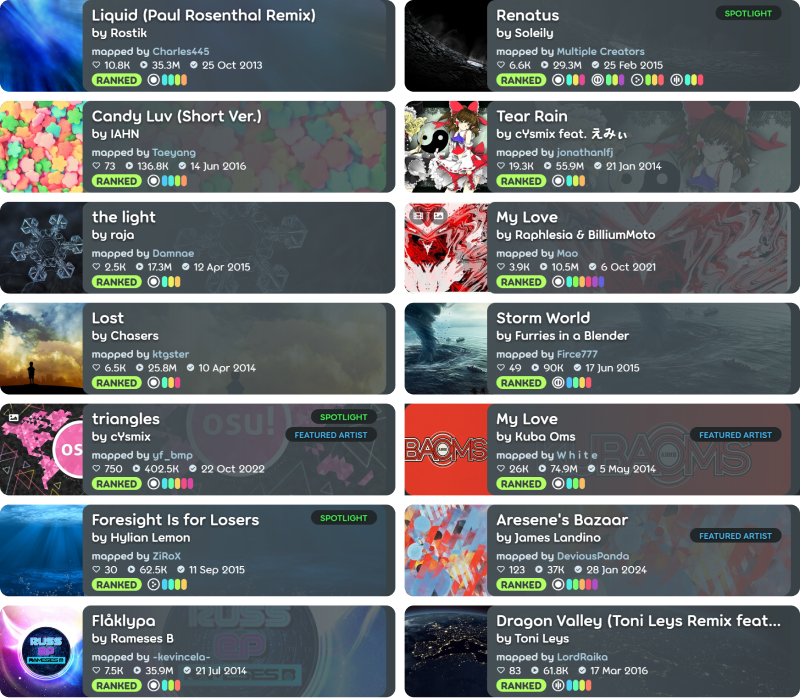 Liquid (Paul Rosenthal Remix)
by Rostik
mapped by Charles445
10.8K 35.3M 25 Oct 2013
RANKED
Renatus
SPOTLIGHT
by Soleily
mapped by Multiple Creators
6.6K 29.3M 25 Feb 2015
RANKED
Candy Luv (Short Ver.)
by IAHN
mapped by Taeyang
73 136.8K 14 Jun 2016
RANKED
Tear Rain
by cYsmix feat. えみぃ
mapped by jonathanlfj
19.3K 55.9M 21 Jan 2014
RANKED
the light
by raja
mapped by Damnae
2.5K 17.3M 12 Apr 2015
RANKED
My Love
by Raphlesia & BilliumMoto
mapped by Mao
3.9K 10.5M 6 Oct 2021
RANKED
Lost
by Chasers
mapped by ktgster
6.5K 25.8M 10 Apr 2014
RANKED
Storm World
by Furries in a Blender
mapped by Firce777
49 90K 17 Jun 2015
RANKED
triangles
SPOTLIGHT
by cYsmix
FEATURED ARTIST
mapped by yf_bmp
750 402.5K 22 Oct 2022
RANKED
os
osu!
My Love
by Kuba Oms
FEATURED ARTIST
mapped by W h i t e
26K 74.9M 5 May 2014
RANKED
BAOMS
BAOMS
Foresight Is for Losers
SPOTLIGHT
by Hylian Lemon
mapped by ZiRoX
30 62.5K 11 Sep 2015
RANKED
Aresene's Bazaar
by James Landino
FEATURED ARTIST
mapped by DeviousPanda
123 37K 28 Jan 2024
RANKED
Flåklypa
by Rameses B
mapped by -kevincela-
7.5K 35.9M 21 Jul 2014
RANKED
RUSS
BP
RAMESES B
RUSS
BP
RAMESES B
Dragon Valley (Toni Leys Remix feat...
by Toni Leys
mapped by LordRaika
83 61.8K 17 Mar 2016
RANKED